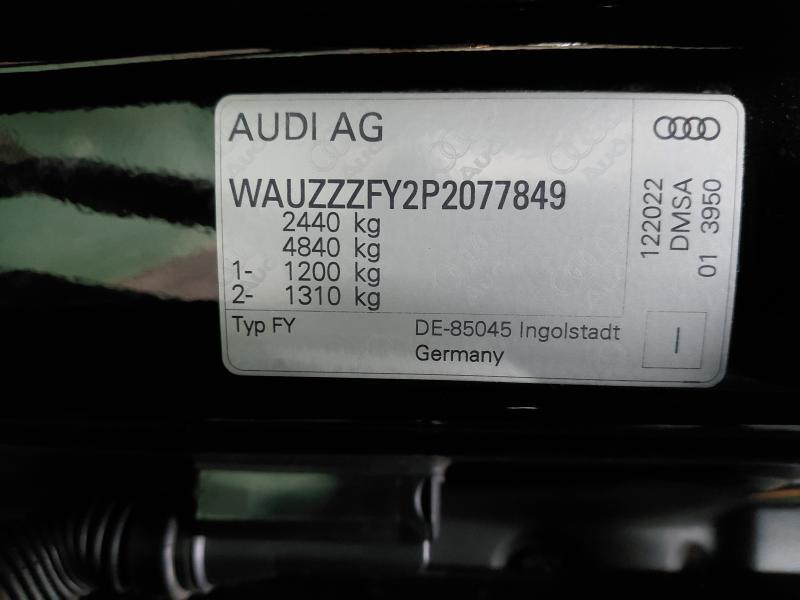 AUDI AG
WAUZZZFY2P2077849
2440 kg
4840 kg
1- 1200 kg
2- 1310 kg
Typ FY
DE-85045 Ingolstadt
Germany
122022
DMSA
01 3950
I